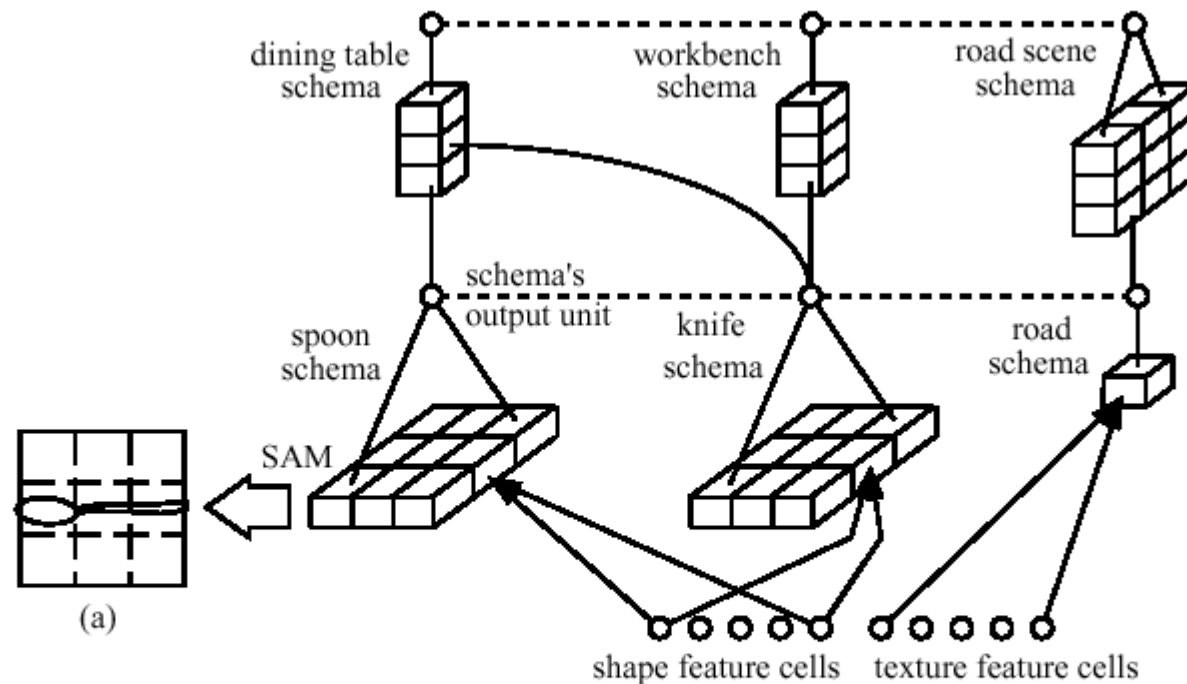 dining table
schema
workbench
schema
road scene
schema
schema's
output unit
spoon
schema
knife
schema
road
schema
SAM
(a)
shape feature cells
texture feature cells